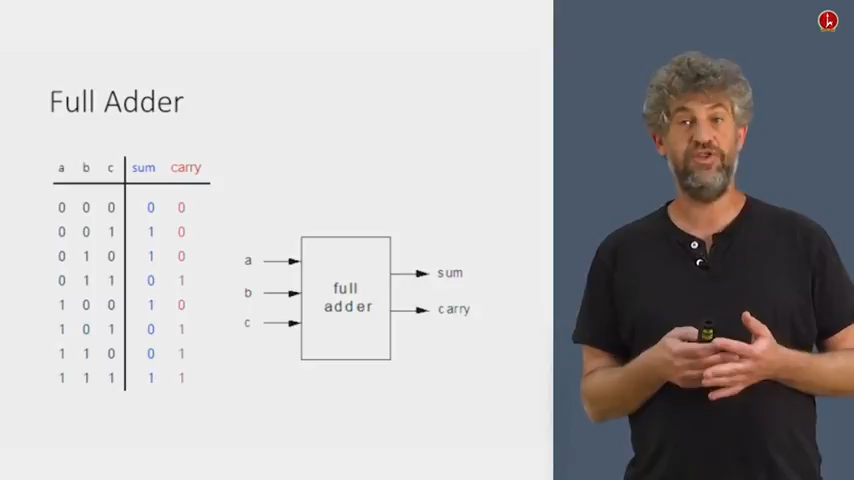 Full Adder
a b c sum carry
0 0 0 0 0
0 0 1 1 0
0 1 0 1 0
0 1 1 0 1
1 0 0 1 0
1 0 1 0 1
1 1 0 0 1
1 1 1 1 1
a
b
c
full
adder
sum
carry